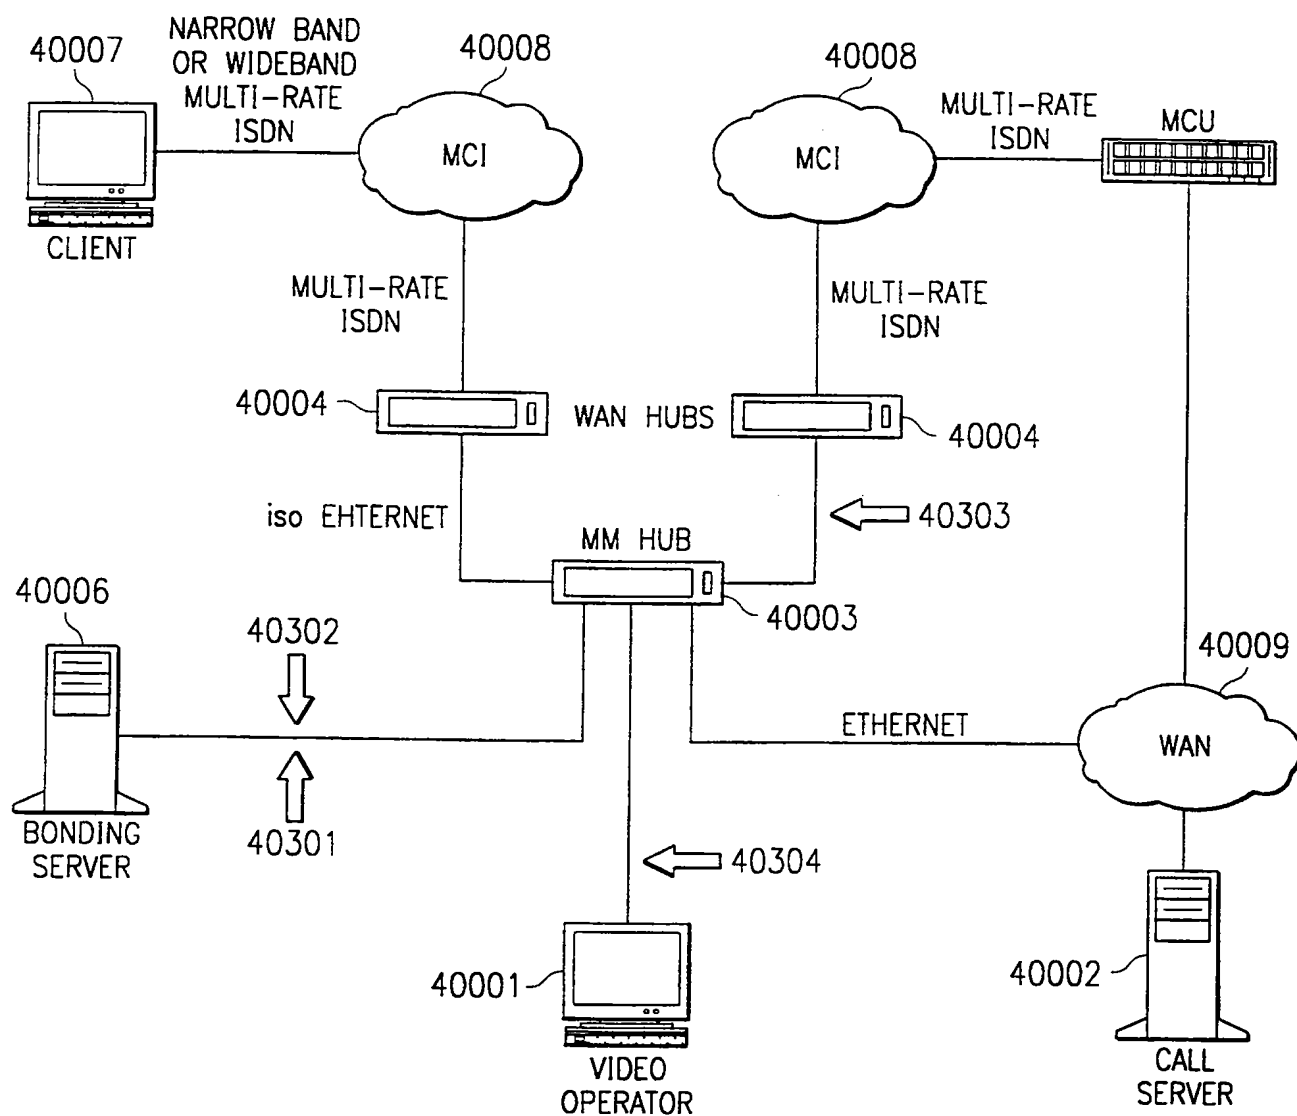 40007
NARROW BAND
OR WIDEBAND
MULTI-RATE
ISDN
40008
40008
MULTI-RATE
ISDN
MCU
MCI
MCI
CLIENT
MULTI-RATE
ISDN
MULTI-RATE
ISDN
40004
WAN HUBS
40004
iso EHTERNET
40303
MM HUB
40006
40302
40003
40009
ETHERNET
WAN
BONDING
SERVER
40301
40304
40001
40002
VIDEO
OPERATOR
CALL
SERVER